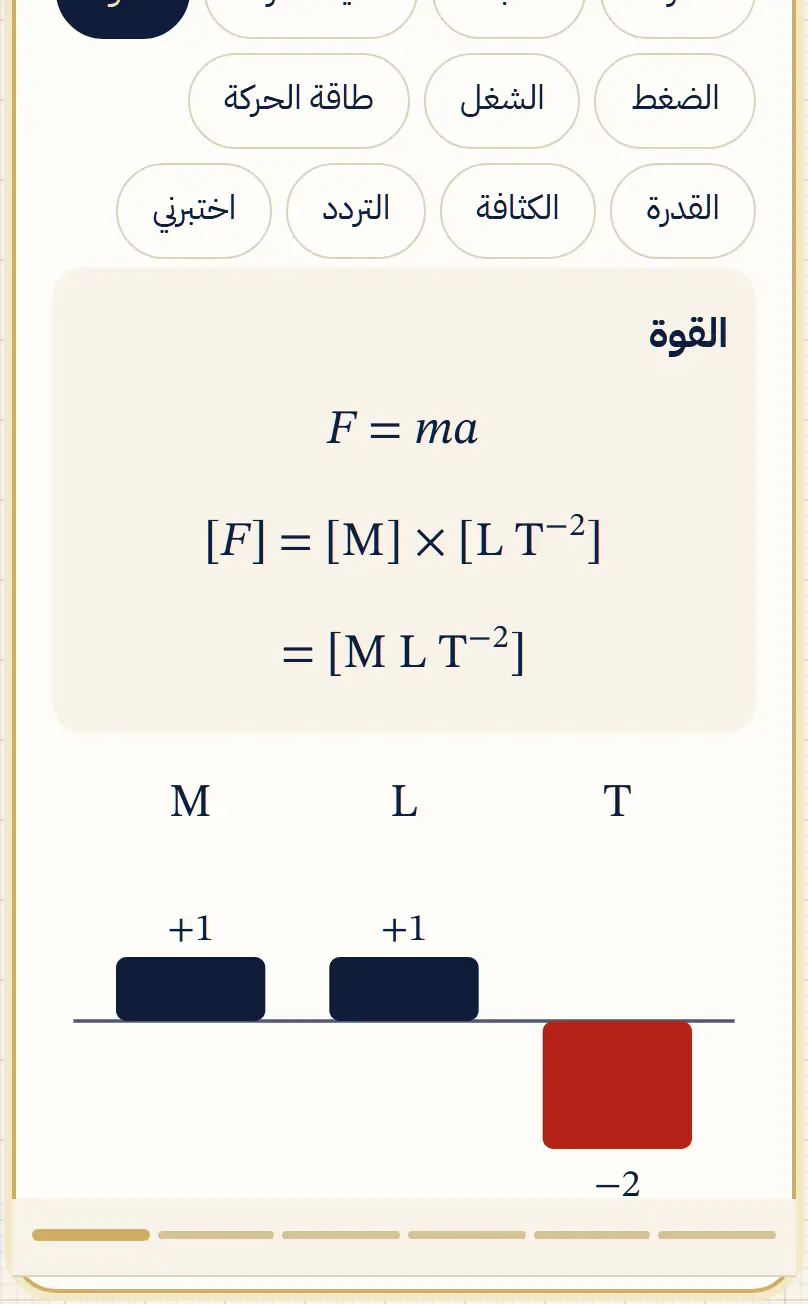 الضغط الشغل طاقة الحركة
القدرة الكثافة التردد اختبرني
القوة
F = ma
[F] = [M] × [L T⁻²]
= [M L T⁻²]
M L T
+1 +1
−2